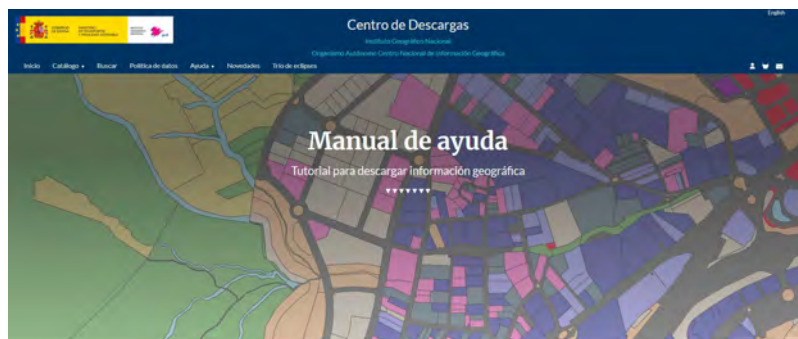 English
Centro de Descargas
Instituto Geográfico Nacional
Organismo Autónomo Centro Nacional de Información Geográfica
Inicio Catálogo Buscar Política de datos Ayuda Novedades Trío de eclipses
Manual de ayuda
Tutorial para descargar información geográfica